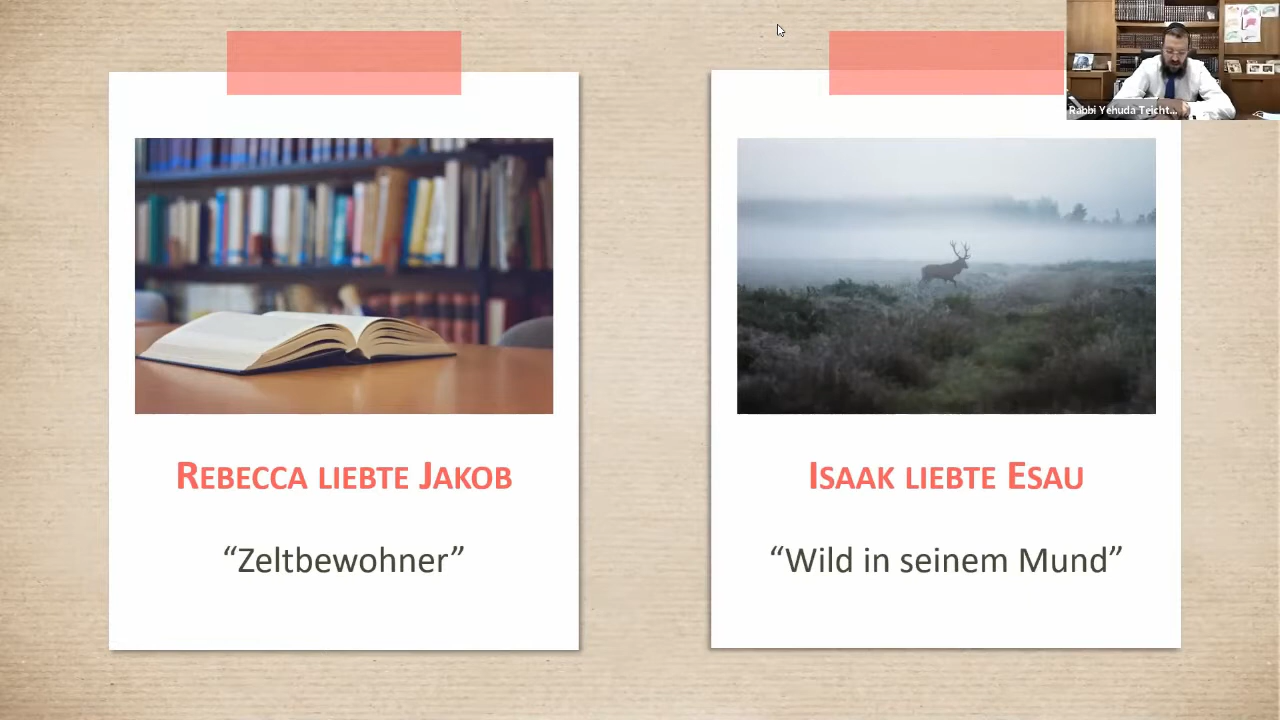 Rabbi Yehuda Teicht...
REBECCA LIEBTE JAKOB
“Zeltbewohner”
ISAAK LIEBTE ESAU
“Wild in seinem Mund”